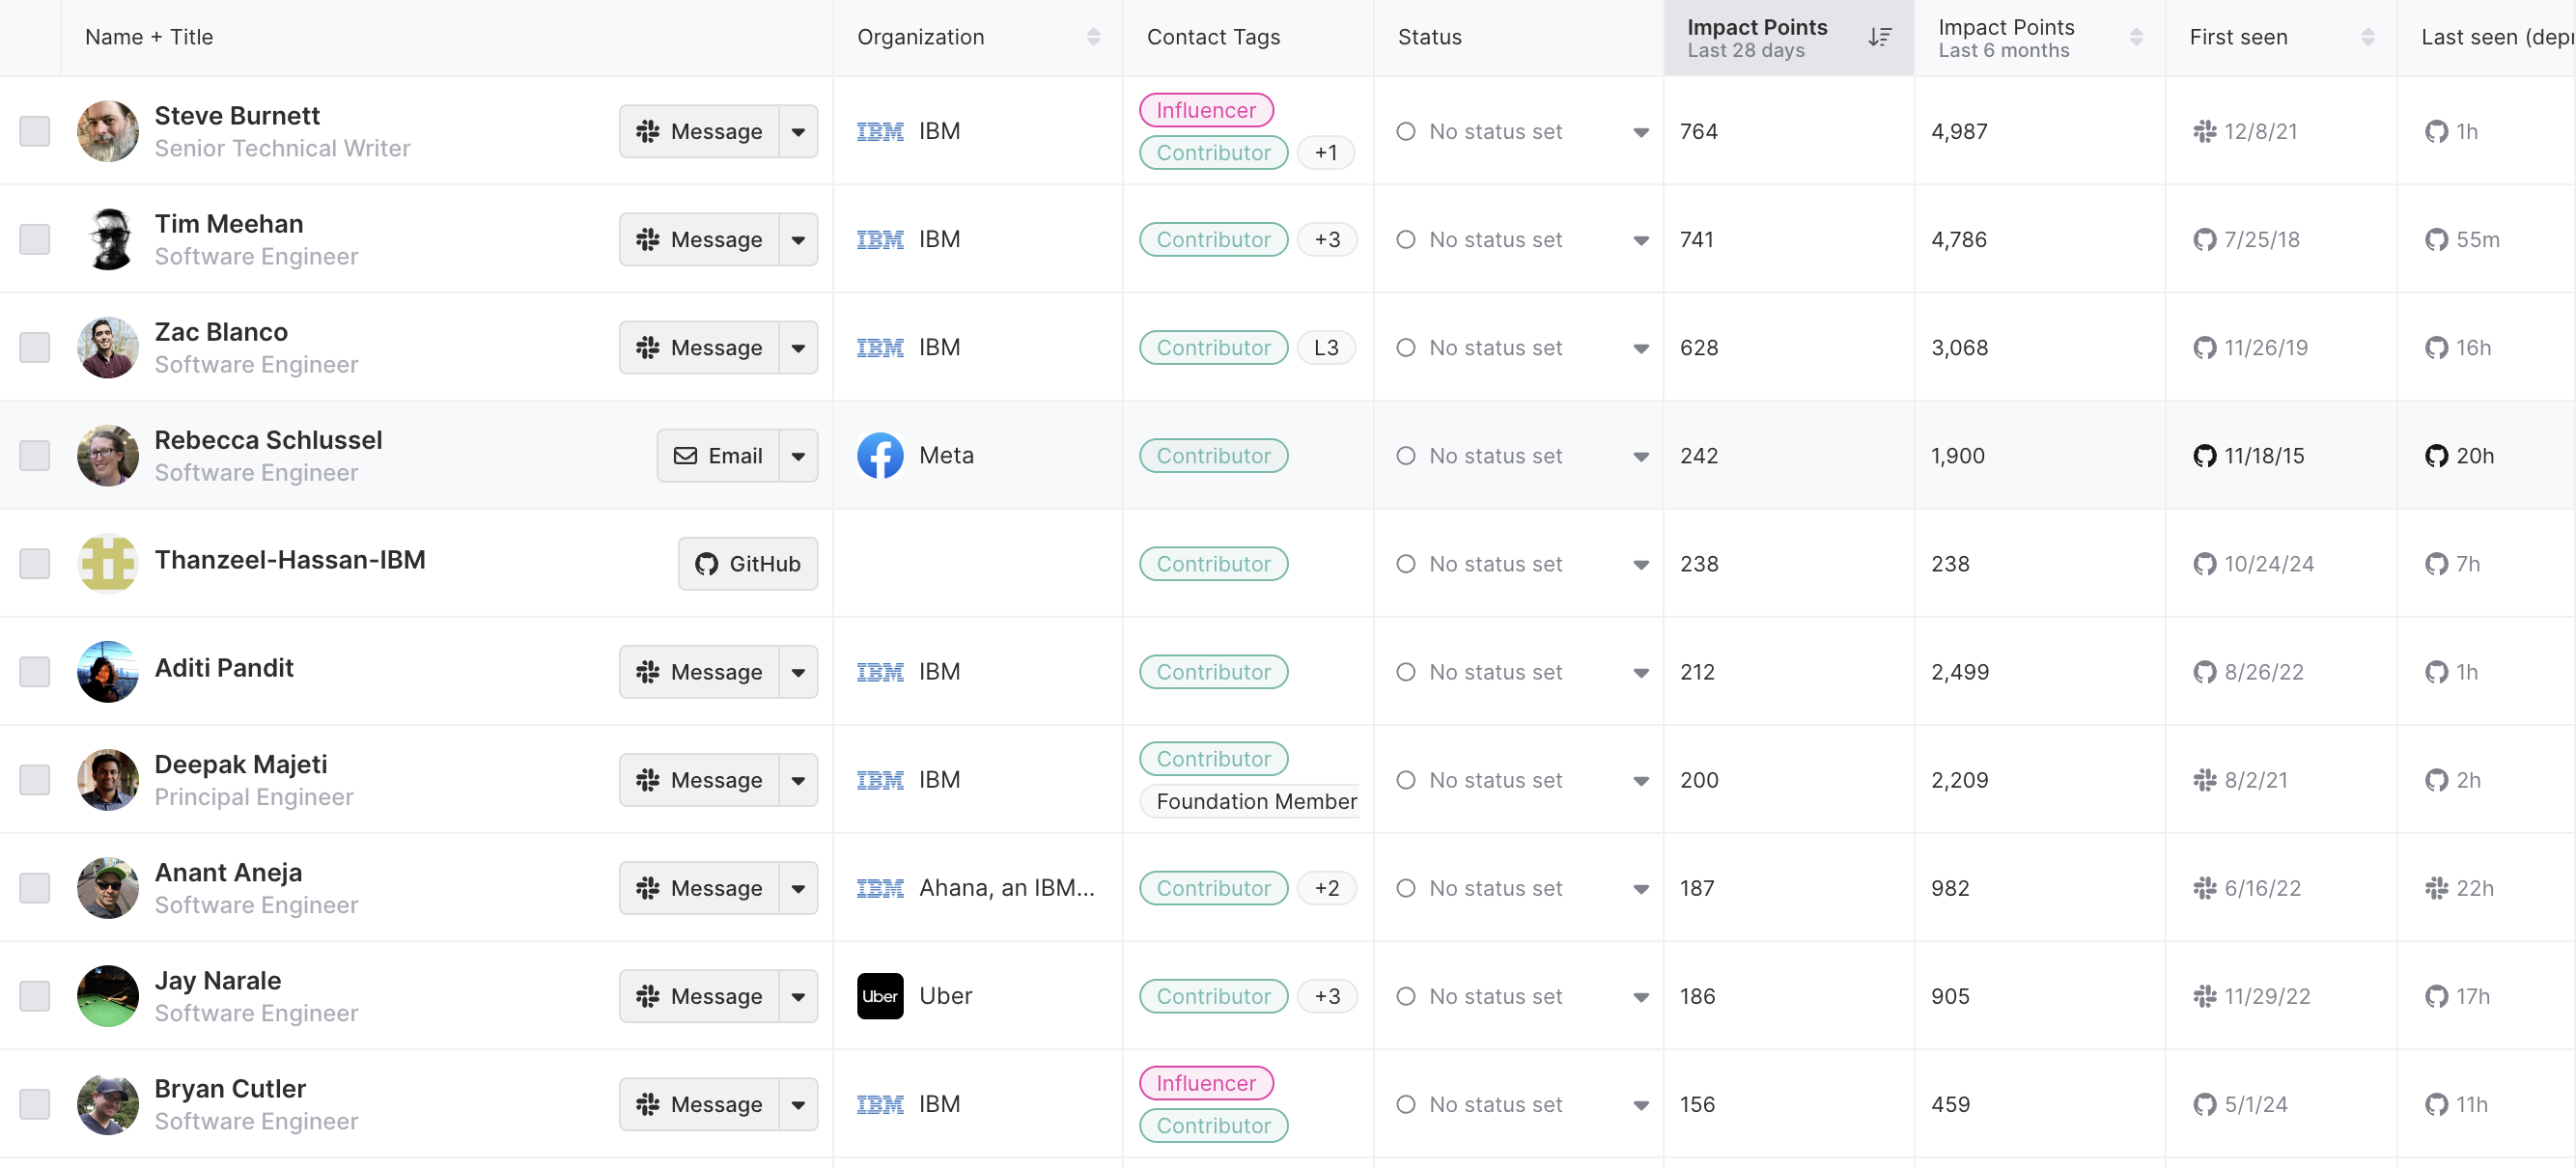 Name + Title
Organization
Contact Tags
Status
Impact Points
Last 28 days
Impact Points
Last 6 months
First seen
Last seen (depr
Steve Burnett
Senior Technical Writer
Message
IBM IBM
Influencer
Contributor +1
No status set
764
4,987
12/8/21
1h
Tim Meehan
Software Engineer
Message
IBM IBM
Contributor +3
No status set
741
4,786
7/25/18
55m
Zac Blanco
Software Engineer
Message
IBM IBM
Contributor L3
No status set
628
3,068
11/26/19
16h
Rebecca Schlussel
Software Engineer
Email
Meta
Contributor
No status set
242
1,900
11/18/15
20h
Thanzeel-Hassan-IBM
GitHub
Contributor
No status set
238
238
10/24/24
7h
Aditi Pandit
Message
IBM IBM
Contributor
No status set
212
2,499
8/26/22
1h
Deepak Majeti
Principal Engineer
Message
IBM IBM
Contributor
Foundation Member
No status set
200
2,209
8/2/21
2h
Anant Aneja
Software Engineer
Message
IBM Ahana, an IBM...
Contributor +2
No status set
187
982
6/16/22
22h
Jay Narale
Software Engineer
Message
Uber Uber
Contributor +3
No status set
186
905
11/29/22
17h
Bryan Cutler
Software Engineer
Message
IBM IBM
Influencer
Contributor
No status set
156
459
5/1/24
11h